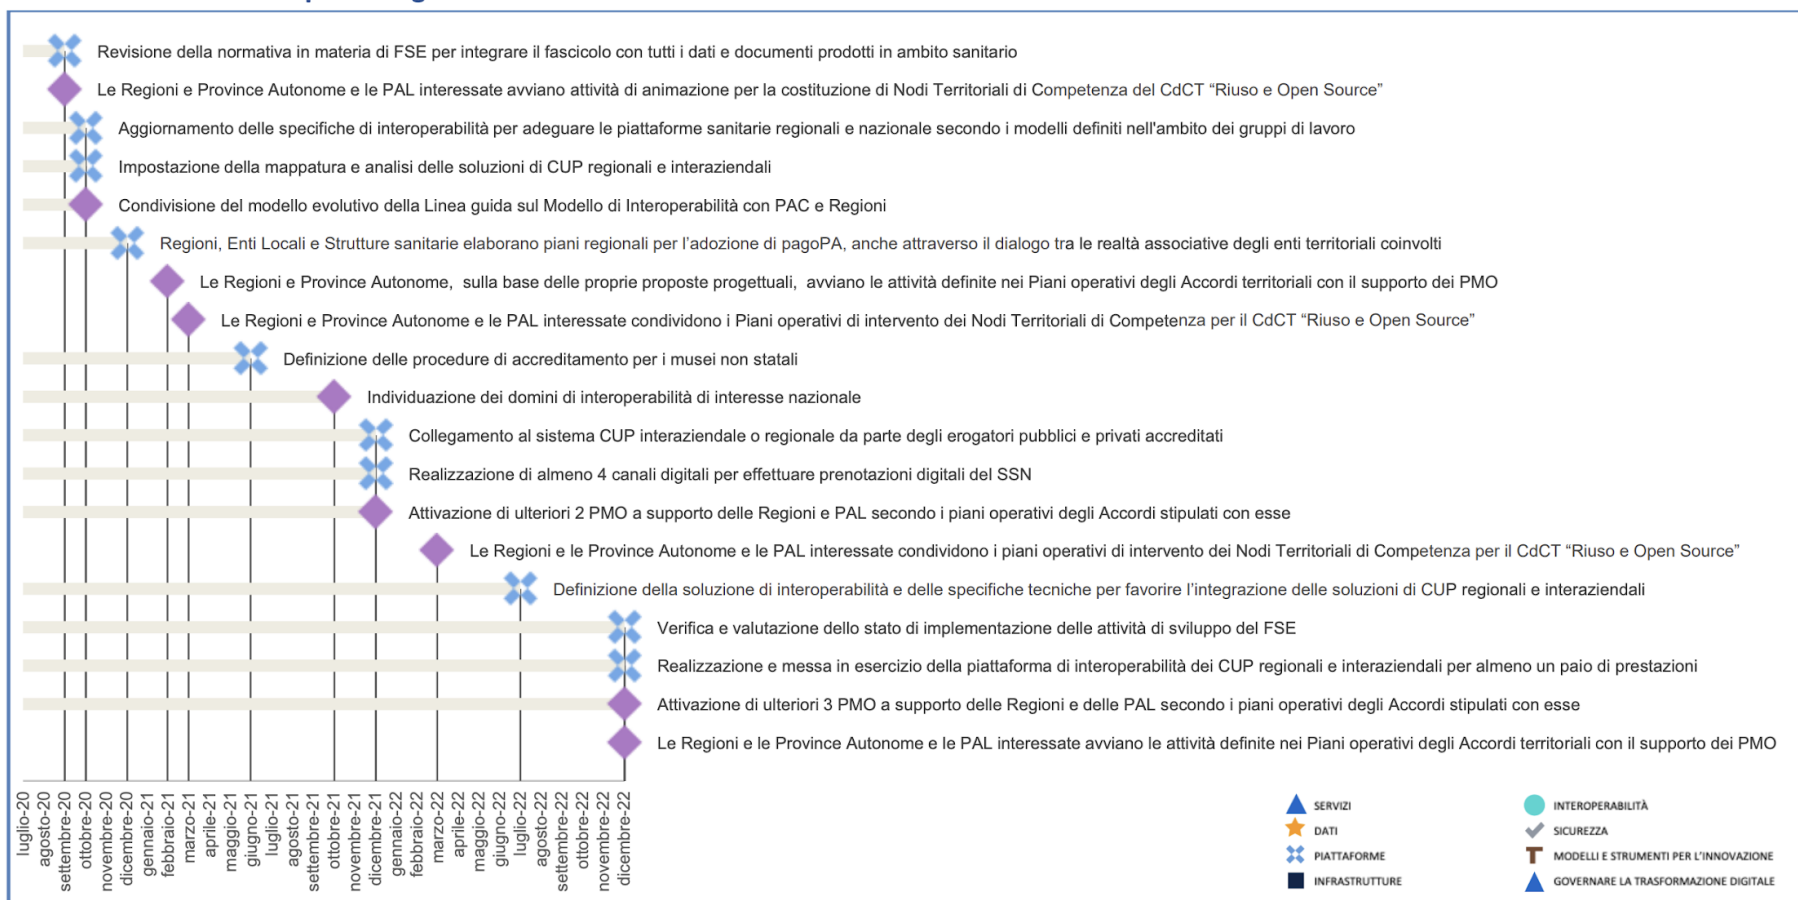 Revisione della normativa in materia di FSE per integrare il fascicolo con tutti i dati e documenti prodotti in ambito sanitario
Le Regioni e Province Autonome e le PAL interessate avviano attività di animazione per la costituzione di Nodi Territoriali di Competenza del CdCT “Riuso e Open Source”
Aggiornamento delle specifiche di interoperabilità per adeguare le piattaforme sanitarie regionali e nazionale secondo i modelli definiti nell'ambito dei gruppi di lavoro
Impostazione della mappatura e analisi delle soluzioni di CUP regionali e interaziendali
Condivisione del modello evolutivo della Linea guida sul Modello di Interoperabilità con PAC e Regioni
Regioni, Enti Locali e Strutture sanitarie elaborano piani regionali per l’adozione di pagoPA, anche attraverso il dialogo tra le realtà associative degli enti territoriali coinvolti
Le Regioni e Province Autonome, sulla base delle proprie proposte progettuali, avviano le attività definite nei Piani operativi degli Accordi territoriali con il supporto dei PMO
Le Regioni e Province Autonome e le PAL interessate condividono i Piani operativi di intervento dei Nodi Territoriali di Competenza per il CdCT “Riuso e Open Source”
Definizione delle procedure di accreditamento per i musei non statali
Individuazione dei domini di interoperabilità di interesse nazionale
Collegamento al sistema CUP interaziendale o regionale da parte degli erogatori pubblici e privati accreditati
Realizzazione di almeno 4 canali digitali per effettuare prenotazioni digitali del SSN
Attivazione di ulteriori 2 PMO a supporto delle Regioni e PAL secondo i piani operativi degli Accordi stipulati con esse
Le Regioni e le Province Autonome e le PAL interessate condividono i piani operativi di intervento dei Nodi Territoriali di Competenza per il CdCT “Riuso e Open Source”
Definizione della soluzione di interoperabilità e delle specifiche tecniche per favorire l’integrazione delle soluzioni di CUP regionali e interaziendali
Verifica e valutazione dello stato di implementazione delle attività di sviluppo del FSE
Realizzazione e messa in esercizio della piattaforma di interoperabilità dei CUP regionali e interaziendali per almeno un paio di prestazioni
Attivazione di ulteriori 3 PMO a supporto delle Regioni e delle PAL secondo i piani operativi degli Accordi stipulati con esse
Le Regioni e le Province Autonome e le PAL interessate avviano le attività definite nei Piani operativi degli Accordi territoriali con il supporto dei PMO
luglio-20
agosto-20
settembre-20
ottobre-20
novembre-20
dicembre-20
gennaio-21
febbraio-21
marzo-21
aprile-21
maggio-21
giugno-21
luglio-21
agosto-21
settembre-21
ottobre-21
novembre-21
dicembre-21
gennaio-22
febbraio-22
marzo-22
aprile-22
maggio-22
giugno-22
luglio-22
agosto-22
settembre-22
ottobre-22
novembre-22
dicembre-22
SERVIZI
DATI
PIATTAFORME
INFRASTRUTTURE
INTEROPERABILITÀ
SICUREZZA
MODELLI E STRUMENTI PER L’INNOVAZIONE
GOVERNARE LA TRASFORMAZIONE DIGITALE